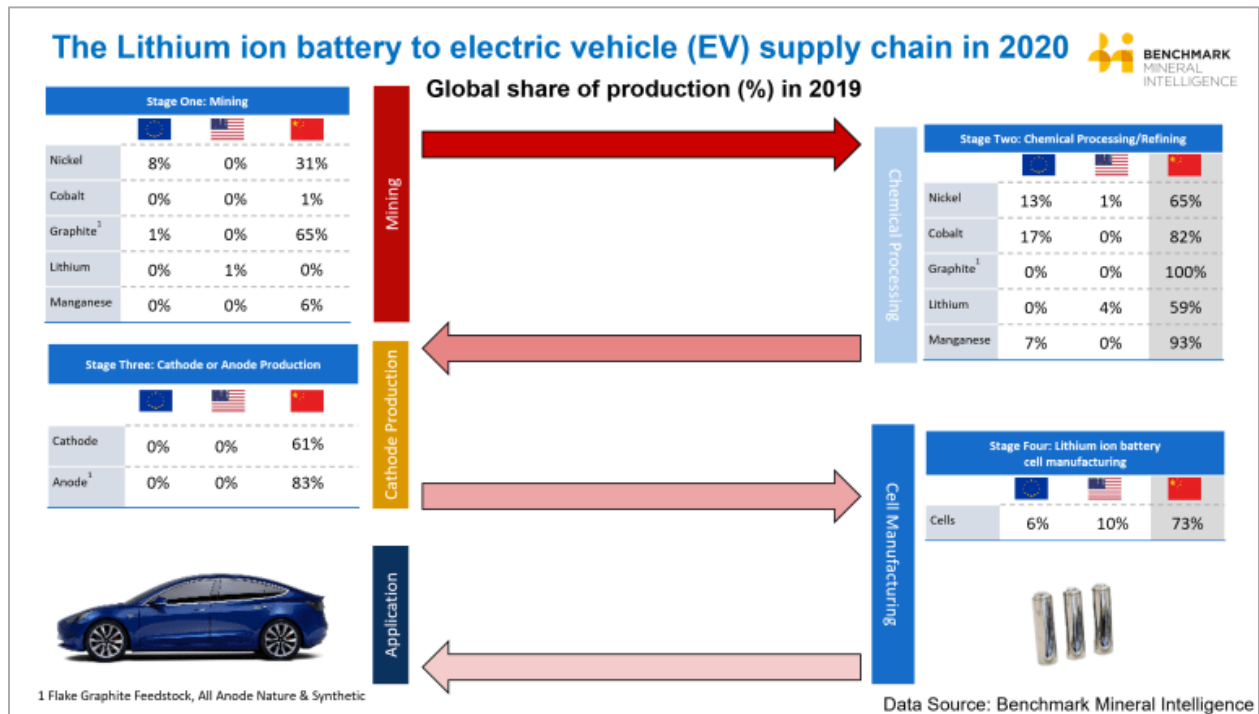 The Lithium ion battery to electric vehicle (EV) supply chain in 2020
BENCHMARK
MINERAL
INTELLIGENCE
Global share of production (%) in 2019
Stage One: Mining
Nickel 8% 0% 31%
Cobalt 0% 0% 1%
Graphite1 1% 0% 65%
Lithium 0% 1% 0%
Manganese 0% 0% 6%
Mining
Chemical Processing
Stage Two: Chemical Processing/Refining
Nickel 13% 1% 65%
Cobalt 17% 0% 82%
Graphite1 0% 0% 100%
Lithium 0% 4% 59%
Manganese 7% 0% 93%
Stage Three: Cathode or Anode Production
Cathode 0% 0% 61%
Anode1 0% 0% 83%
Cathode Production
Cell Manufacturing
Stage Four: Lithium ion battery
cell manufacturing
Cells 6% 10% 73%
Application
1 Flake Graphite Feedstock, All Anode Nature & Synthetic
Data Source: Benchmark Mineral Intelligence